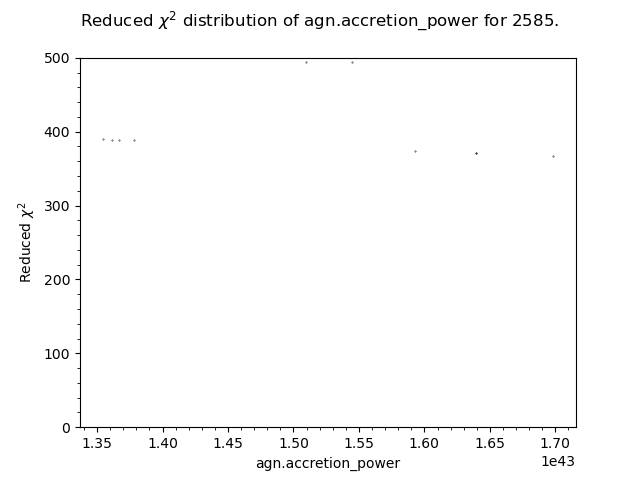 Reduced χ² distribution of agn.accretion_power for 2585.
500
400
300
200
100
0
Reduced χ²
1.35 1.40 1.45 1.50 1.55 1.60 1.65 1.70
1e43
agn.accretion_power